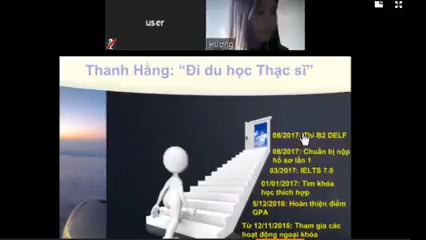 user
Hương
Thanh Hằng: “Đi du học Thạc sĩ”
08/2017: Thi B2 DELF
08/2017: Chuẩn bị nộp
hồ sơ lần 1
03/2017: IELTS 7.0
01/01/2017: Tìm khóa
học thích hợp
5/12/2016: Hoàn thiện điểm
GPA
Từ 12/11/2016: Tham gia các
hoạt động ngoại khóa